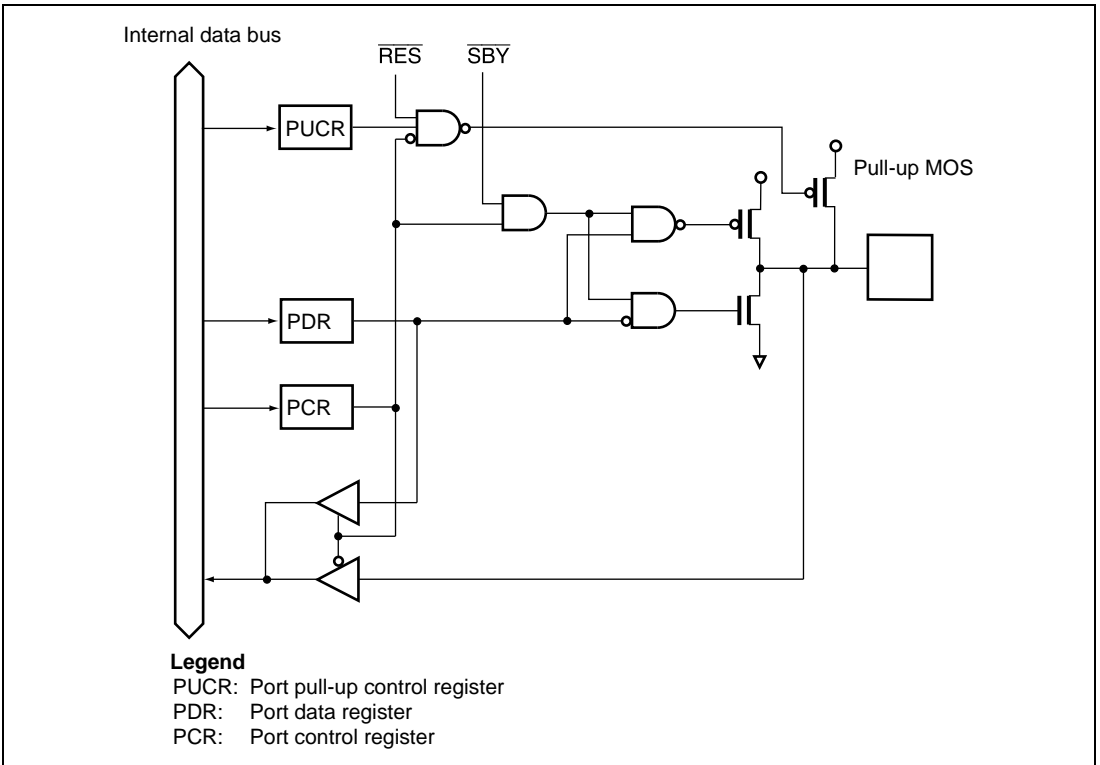 Internal data bus
RES
SBY
PUCR
Pull-up MOS
PDR
PCR
Legend
PUCR: Port pull-up control register
PDR: Port data register
PCR: Port control register